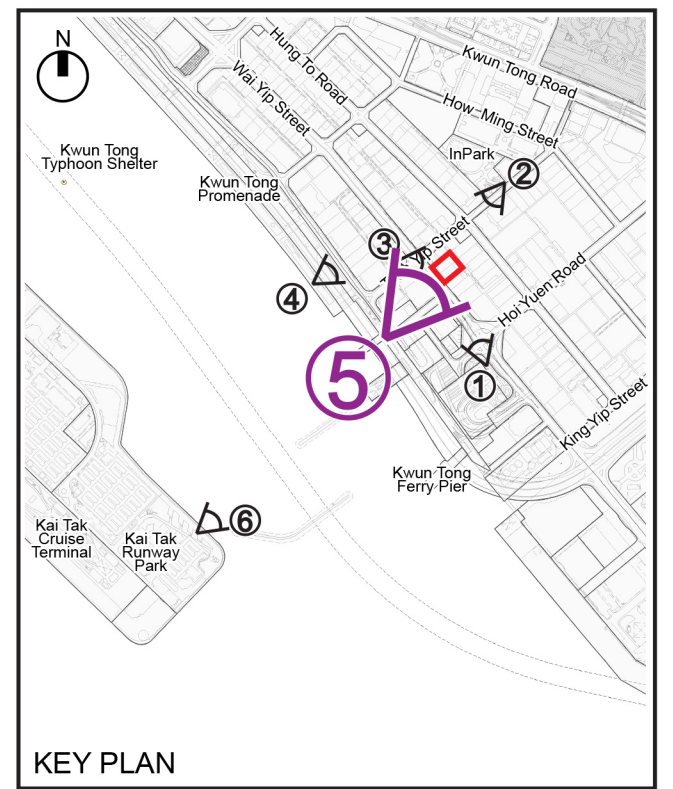 N
Hung To Road
Kwun Tong Road
Wai Yip Street
How Ming Street
Kwun Tong
Typhoon Shelter
InPark
Kwun Tong
Promenade
②
③
Yip Street
④
Hoi Yuen Road
⑤
①
King Yip Street
Kwun Tong
Ferry Pier
⑥
Kai Tak
Cruise
Terminal
Kai Tak
Runway
Park
KEY PLAN